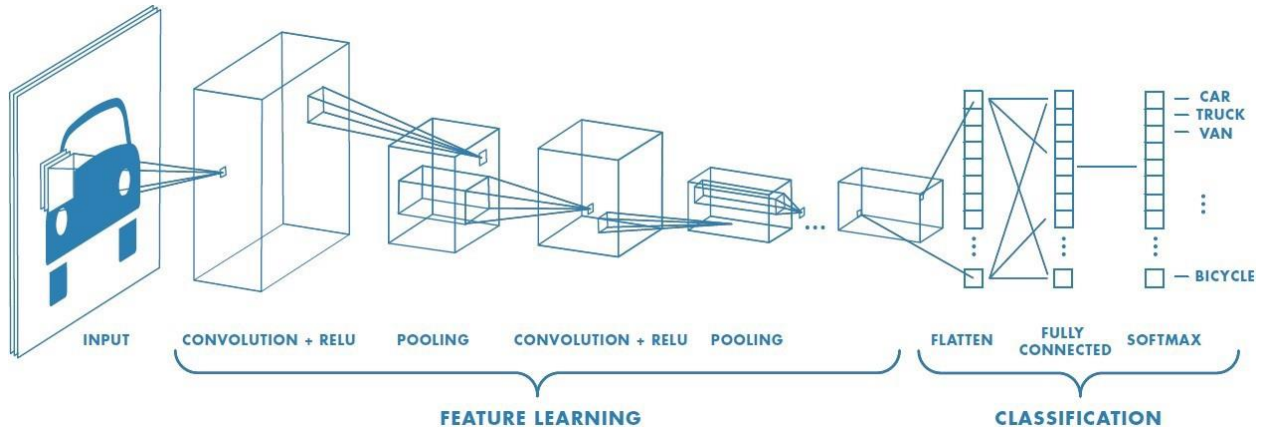 CAR
TRUCK
VAN
BICYCLE
INPUT
CONVOLUTION + RELU
POOLING
CONVOLUTION + RELU
POOLING
FLATTEN
FULLY
CONNECTED
SOFTMAX
FEATURE LEARNING
CLASSIFICATION